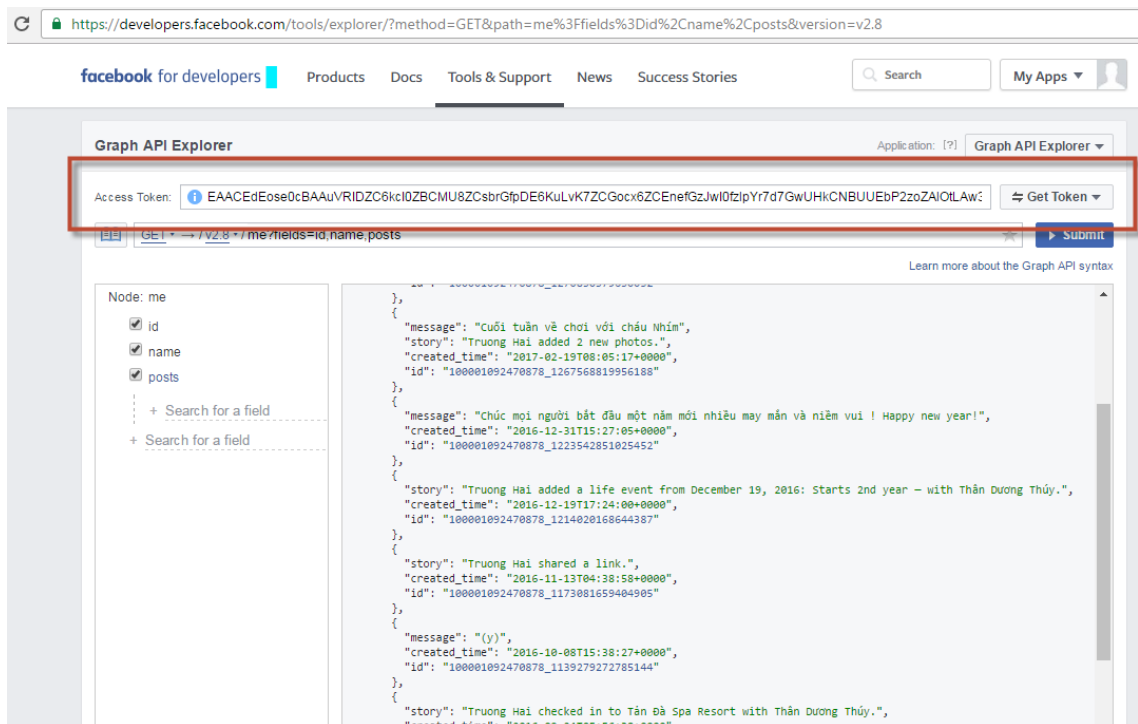 https://developers.facebook.com/tools/explorer/?method=GET&path=me%3Ffields%3Did%2Cname%2Cposts&version=v2.8
facebook for developers Products Docs Tools & Support News Success Stories Search My Apps
Graph API Explorer Application: [?] Graph API Explorer
Access Token: Get Token
GET → /v2.8 /me?fields=id,name,posts Submit
Learn more about the Graph API syntax
Node: me
id
name
posts
+ Search for a field
+ Search for a field
},
{
"message": "Cuối tuần về chơi với cháu Nhím",
"story": "Truong Hai added 2 new photos.",
"created_time": "2017-02-19T08:05:17+0000",
"id": "100001092470878_1267568819956188"
},
{
"message": "Chúc mọi người bắt đầu một năm mới nhiều may mắn và niềm vui ! Happy new year!",
"created_time": "2016-12-31T15:27:05+0000",
"id": "100001092470878_1223542851025452"
},
{
"story": "Truong Hai added a life event from December 19, 2016: Starts 2nd year — with Thân Dương Thúy.",
"created_time": "2016-12-19T17:24:00+0000",
"id": "100001092470878_1214020168644387"
},
{
"story": "Truong Hai shared a link.",
"created_time": "2016-11-13T04:38:58+0000",
"id": "100001092470878_1173081659404905"
},
{
"message": "(y)",
"created_time": "2016-10-08T15:38:27+0000",
"id": "100001092470878_1139279272785144"
},
{
"story": "Truong Hai checked in to Tản Đà Spa Resort with Thân Dương Thúy.",